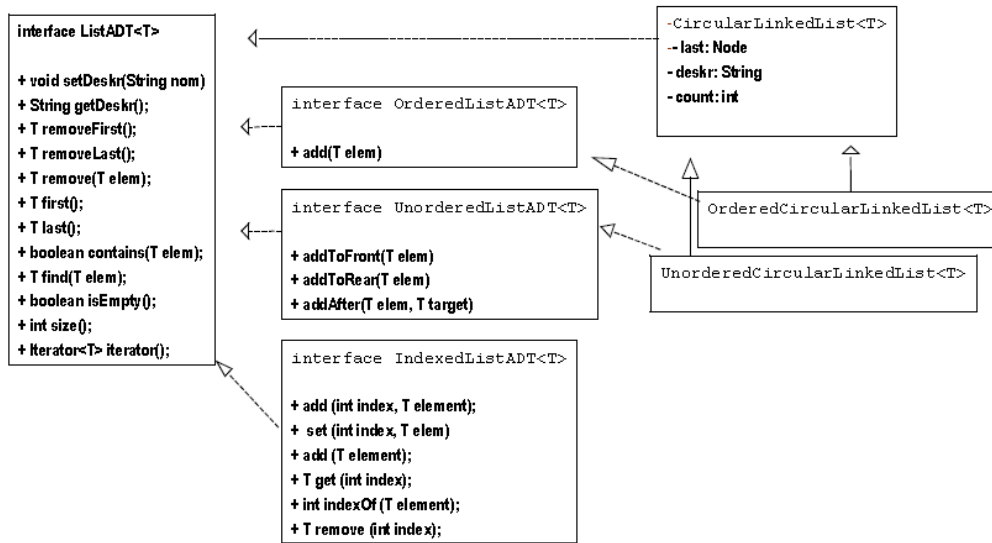 interface ListADT<T>
+ void setDeskr(String nom)
+ String getDeskr();
+ T removeFirst();
+ T removeLast();
+ T remove(T elem);
+ T first();
+ T last();
+ boolean contains(T elem);
+ T find(T elem);
+ boolean isEmpty();
+ int size();
+ Iterator<T> iterator();
interface OrderedListADT<T>
+ add(T elem)
interface UnorderedListADT<T>
+ addToFront(T elem)
+ addToRear(T elem)
+ addAfter(T elem, T target)
interface IndexedListADT<T>
+ add (int index, T element);
+ set (int index, T elem)
+ add (T element);
+ T get (int index);
+ int indexOf (T element);
+ T remove (int index);
-CircularLinkedList<T>
- - last: Node
- deskr: String
- count: int
OrderedCircularLinkedList<T>
UnorderedCircularLinkedList<T>